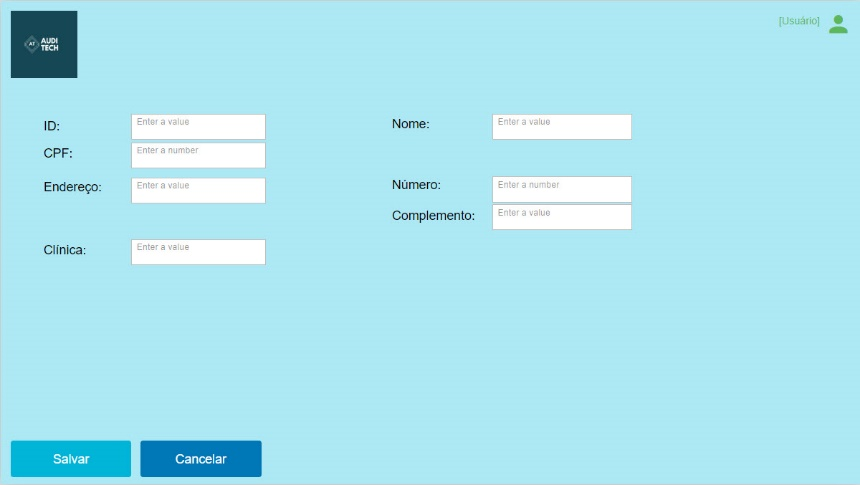 AT AUDI
TECH
[Usuário]
ID: Enter a value
Nome: Enter a value
CPF: Enter a number
Endereço: Enter a value
Número: Enter a number
Complemento: Enter a value
Clínica: Enter a value
Salvar Cancelar